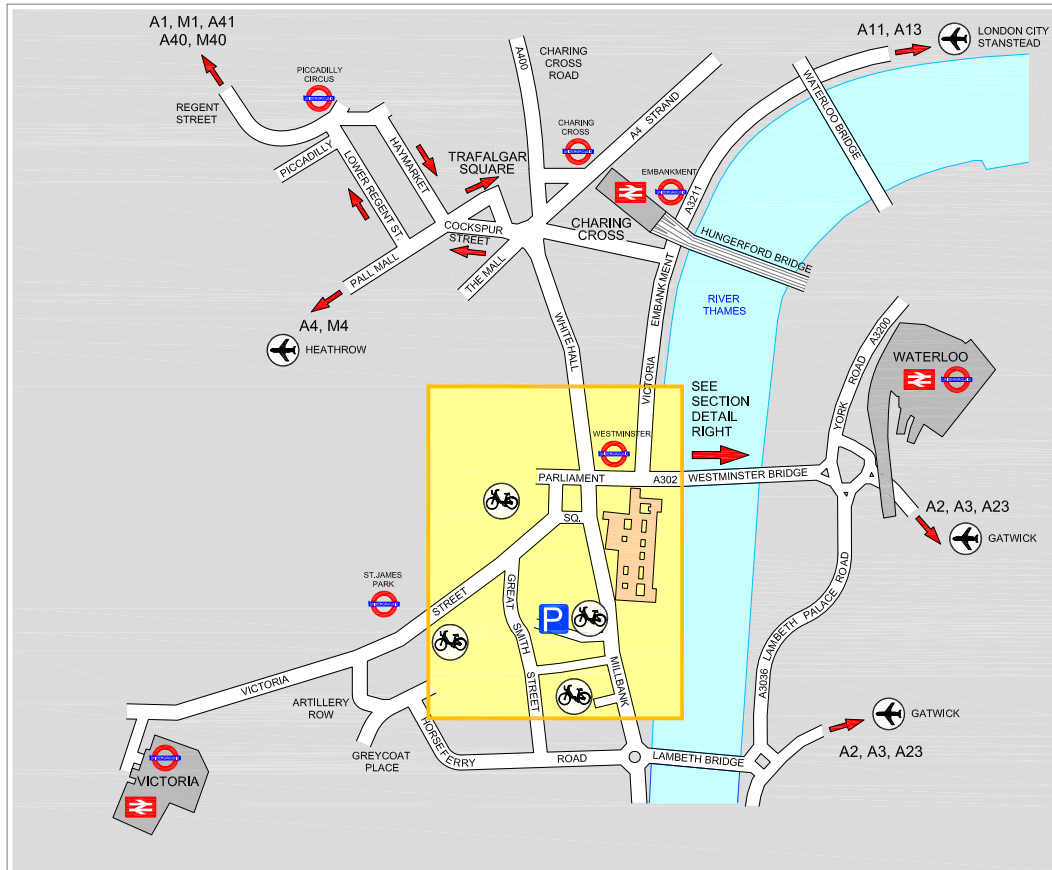 A1, M1, A41
A40, M40
REGENT
STREET
PICCADILLY
CIRCUS
PICCADILLY
LOWER REGENT ST.
HAYMARKET
A400
CHARING
CROSS
ROAD
CHARING
CROSS
A4 STRAND
A11, A13
LONDON CITY
STANSTEAD
WATERLOO BRIDGE
TRAFALGAR
SQUARE
EMBANKMENT
A3211
COCKSPUR
STREET
CHARING
CROSS
HUNGERFORD BRIDGE
PALL MALL
THE MALL
A4, M4
HEATHROW
WHITEHALL
VICTORIA EMBANKMENT
RIVER
THAMES
SEE
SECTION
DETAIL
RIGHT
WATERLOO
YORK ROAD A3200
WESTMINSTER
PARLIAMENT
A302
WESTMINSTER BRIDGE
SQ.
A2, A3, A23
GATWICK
ST.JAMES
PARK
VICTORIA STREET
GREAT SMITH STREET
P
MILLBANK
A3036 LAMBETH PALACE ROAD
ARTILLERY
ROW
GREYCOAT
PLACE
HORSEFERRY ROAD
LAMBETH BRIDGE
GATWICK
A2, A3, A23
VICTORIA